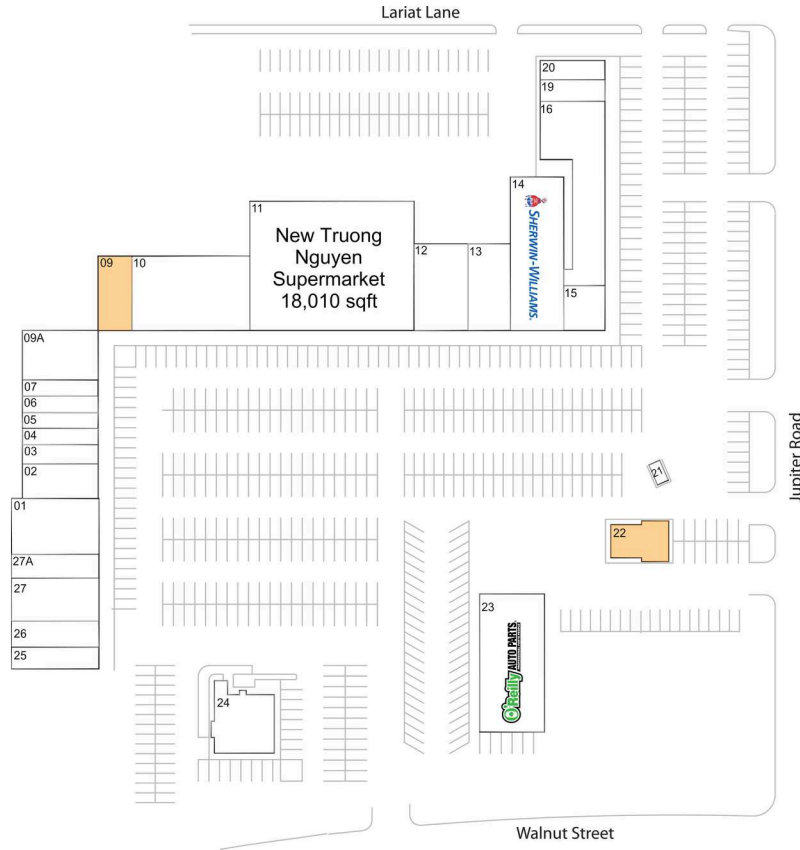 Lariat Lane
20
19
16
14
SHERWIN-WILLIAMS.
11
New Truong
Nguyen
Supermarket
18,010 sqft
12
13
09
10
15
09A
07
06
05
04
03
02
01
27A
27
26
25
21
Jupiter Road
22
23
O'Reilly AUTO PARTS.
24
Walnut Street